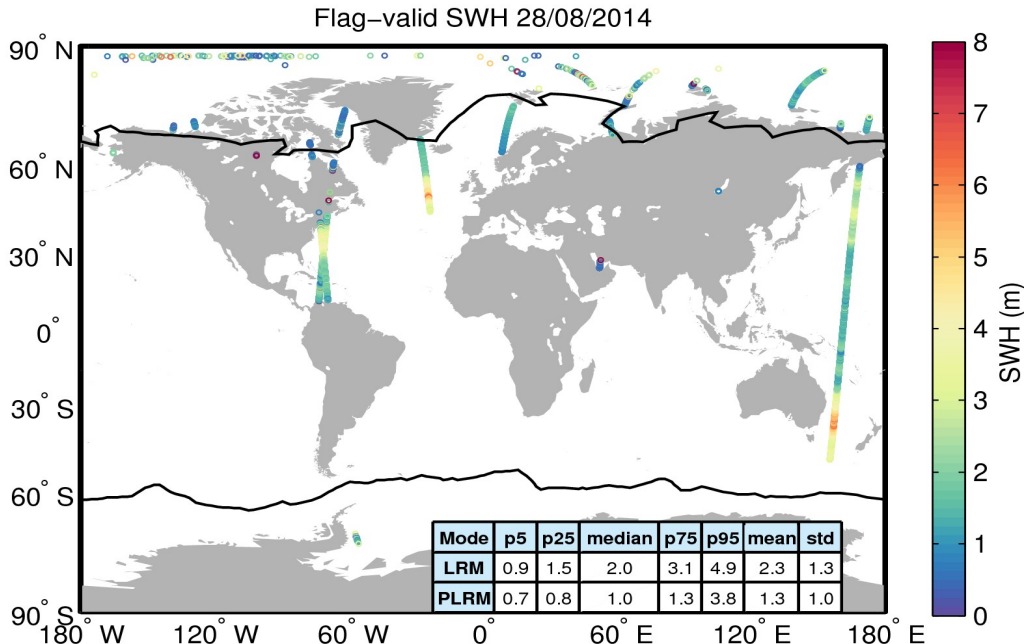 Flag−valid SWH 28/08/2014
90° N
60° N
30° N
0°
30° S
60° S
90° S
180° W
120° W
60° W
0°
60° E
120° E
180° E
Mode p5 p25 median p75 p95 mean std
LRM 0.9 1.5 2.0 3.1 4.9 2.3 1.3
PLRM 0.7 0.8 1.0 1.3 3.8 1.3 1.0
8
7
6
5
4
3
2
1
0
SWH (m)